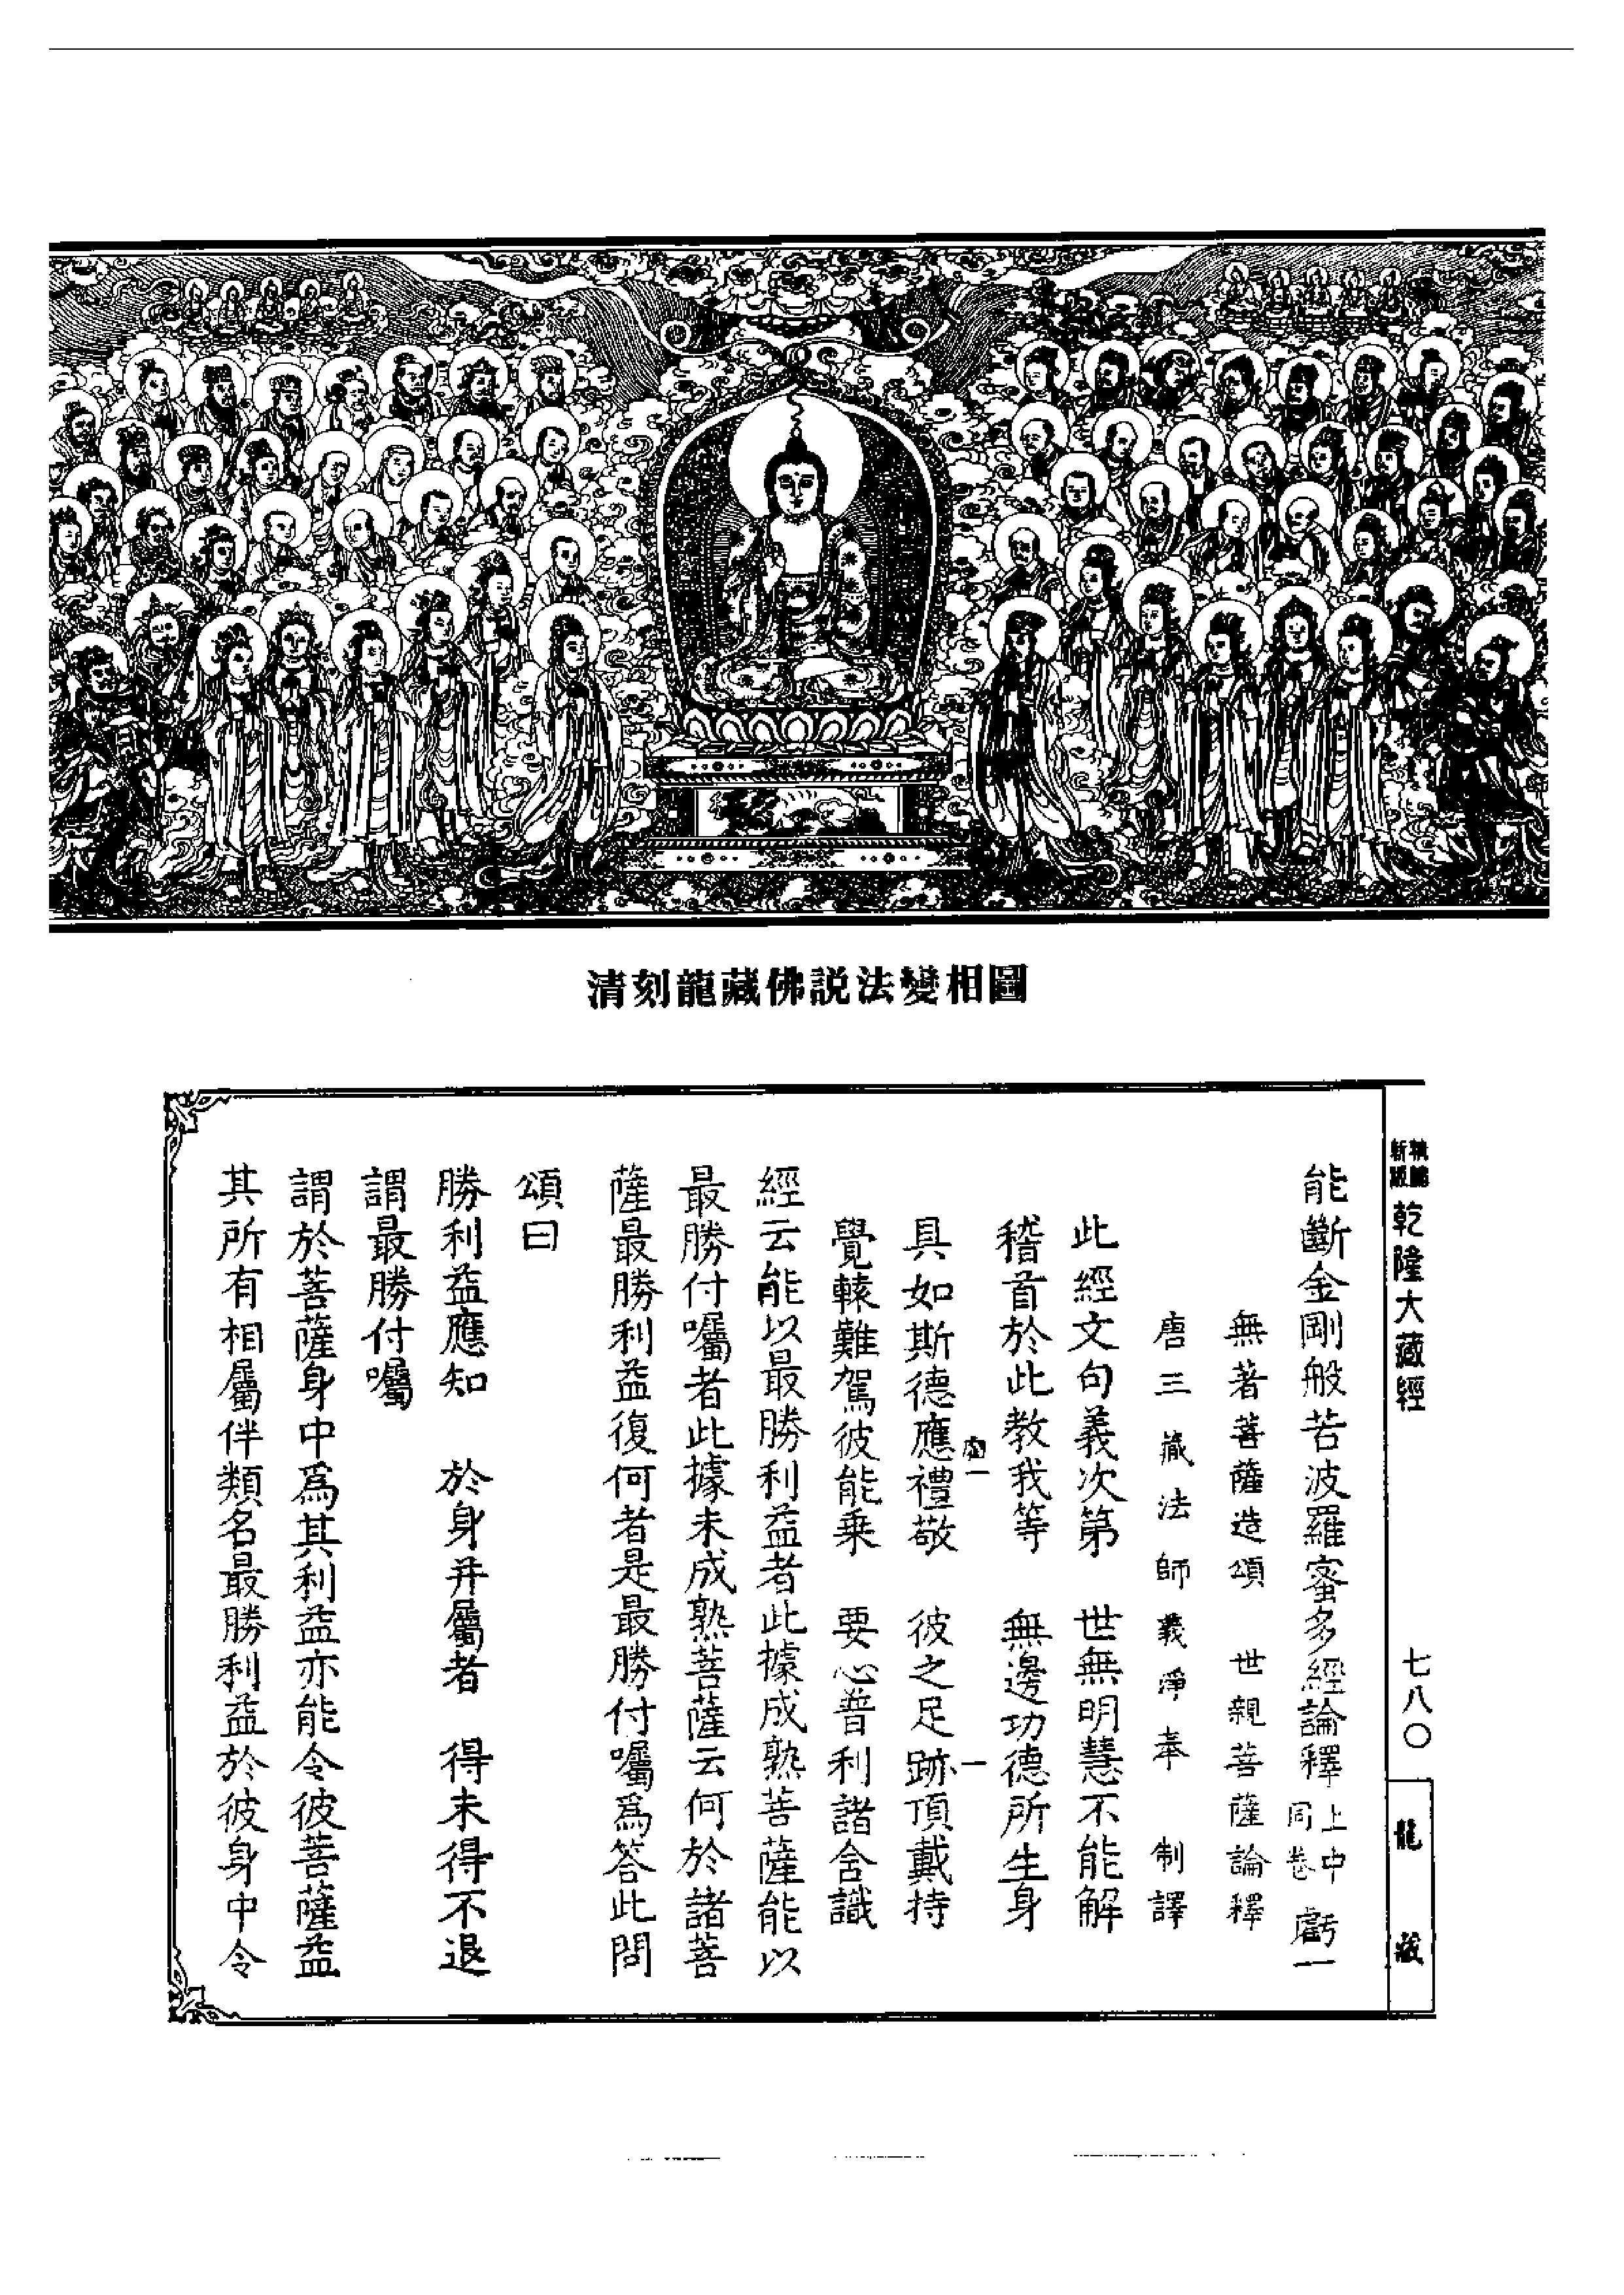 清刻龍藏佛説法變相圖
新版
乾隆大藏經
七八〇
龍藏
能斷金剛般若波羅蜜多經論釋 上中同卷 虧一
無著菩薩造頌 世親菩薩論釋
唐三藏法師義淨奉 制譯
此經文句義次第 世無明慧不能解
稽首於此教我等 無邊功德所生身
具如斯德應禮敬 彼之足跡頂戴持
覺轅難駕彼能乗 要心普利諸含識
經云能以最勝利益者此據成熟菩薩能以
最勝付囑者此據未成熟菩薩云何於諸菩
薩最勝利益復何者是最勝付囑爲答此問
頌曰
勝利益應知 於身并屬者 得未得不退
謂最勝付囑
謂於菩薩身中爲其利益亦能令彼菩薩益
其所有相屬伴類名最勝利益於彼身中令